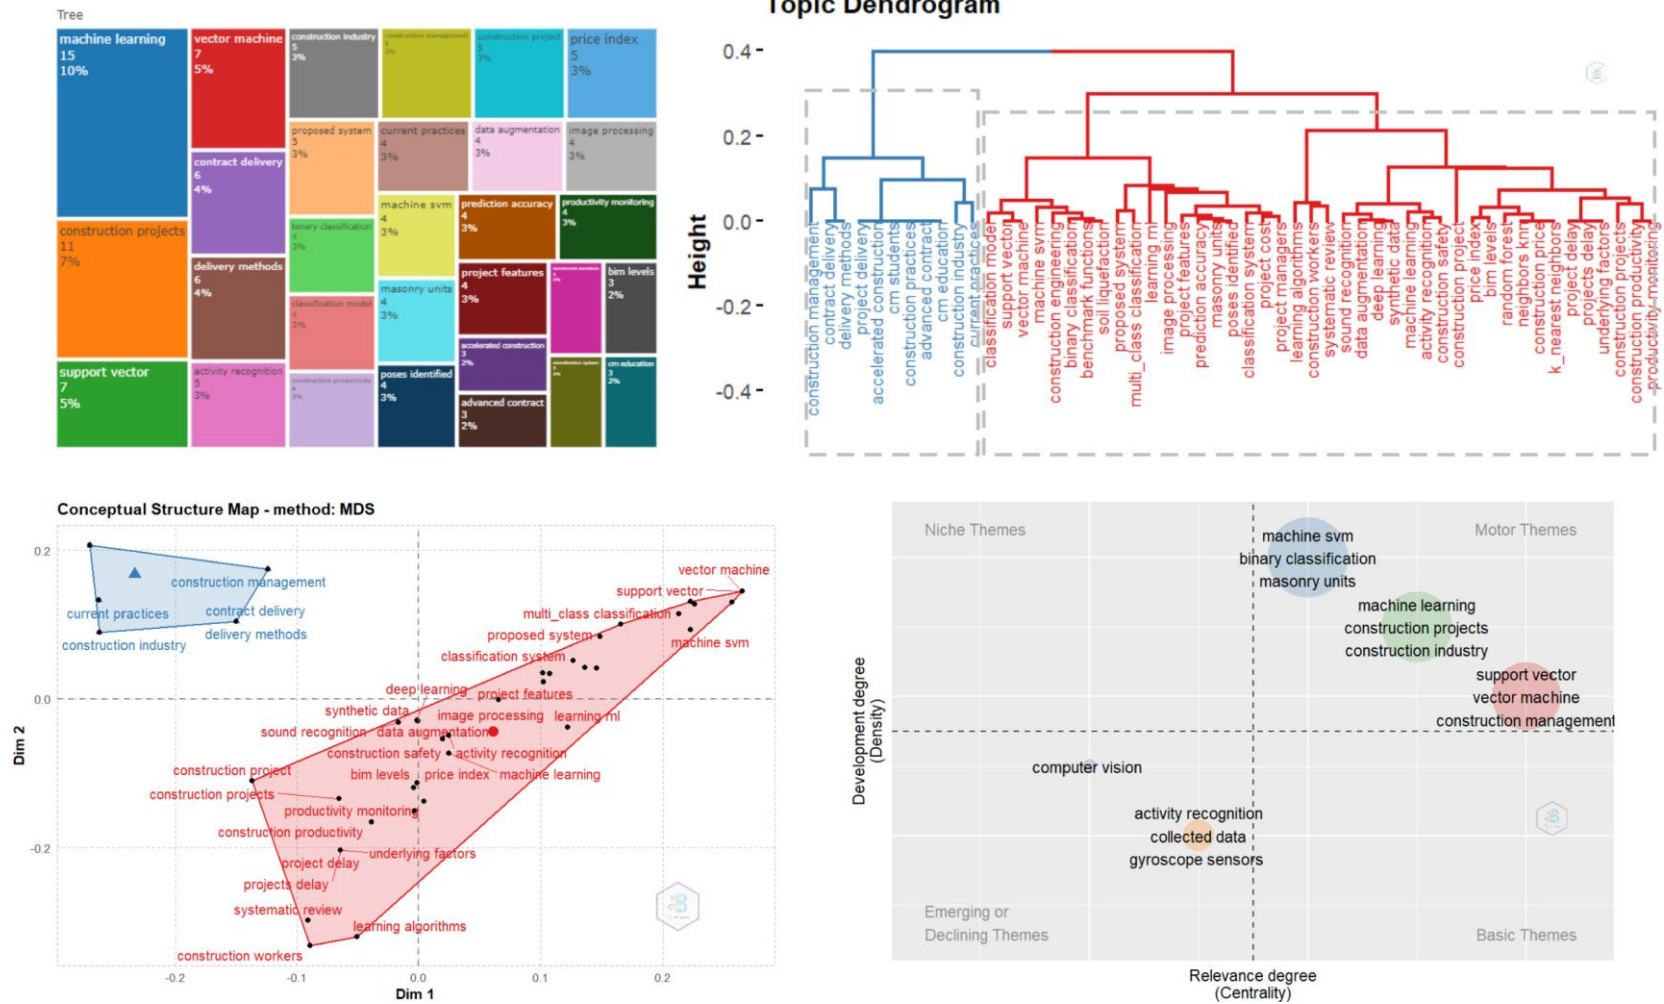 Tree
machine learning
15
10%
construction projects
11
7%
support vector
7
5%
vector machine
7
5%
contract delivery
6
4%
delivery methods
6
4%
activity recognition
5
3%
construction industry
5
3%
construction management
5
3%
construction project
5
3%
price index
5
3%
proposed system
5
3%
current practices
4
3%
data augmentation
4
3%
image processing
4
3%
binary classification
4
3%
classification model
4
3%
construction productivity
4
3%
machine svm
4
3%
masonry units
4
3%
poses identified
4
3%
prediction accuracy
4
3%
productivity monitoring
4
3%
project features
4
3%
accelerated construction
3
2%
advanced contract
3
2%
benchmark functions
3
2%
bim levels
3
2%
classification system
3
2%
cm education
3
2%
Topic Dendrogram
Height
0.4
0.2
0.0
-0.2
-0.4
construction management
contract delivery
delivery methods
project delivery
accelerated construction
cm students
construction practices
advanced contract
cm education
construction industry
current practices
classification model
support vector
vector machine
machine svm
construction engineering
binary classification
benchmark functions
soil liquefaction
proposed system
multi_class classification
learning ml
image processing
project features
prediction accuracy
masonry units
poses identified
classification system
project cost
project managers
learning algorithms
construction workers
systematic review
sound recognition
data augmentation
deep learning
synthetic data
machine learning
activity recognition
construction safety
construction project
price index
bim levels
random forest
neighbors knn
construction price
k_nearest neighbors
project delay
projects delay
underlying factors
construction projects
construction productivity
productivity monitoring
Conceptual Structure Map - method: MDS
Dim 2
0.2
0.0
-0.2
-0.2
-0.1
0.0
0.1
0.2
Dim 1
construction management
current practices
contract delivery
delivery methods
construction industry
vector machine
support vector
multi_class classification
proposed system
machine svm
classification system
deep learning
project features
synthetic data
image processing
learning ml
sound recognition
data augmentation
construction safety
activity recognition
construction project
bim levels
price index
machine learning
construction projects
productivity monitoring
construction productivity
underlying factors
project delay
projects delay
systematic review
learning algorithms
construction workers
Niche Themes
Motor Themes
machine svm
binary classification
masonry units
machine learning
construction projects
construction industry
support vector
vector machine
construction management
computer vision
activity recognition
collected data
gyroscope sensors
Emerging or
Declining Themes
Basic Themes
Development degree
(Density)
Relevance degree
(Centrality)